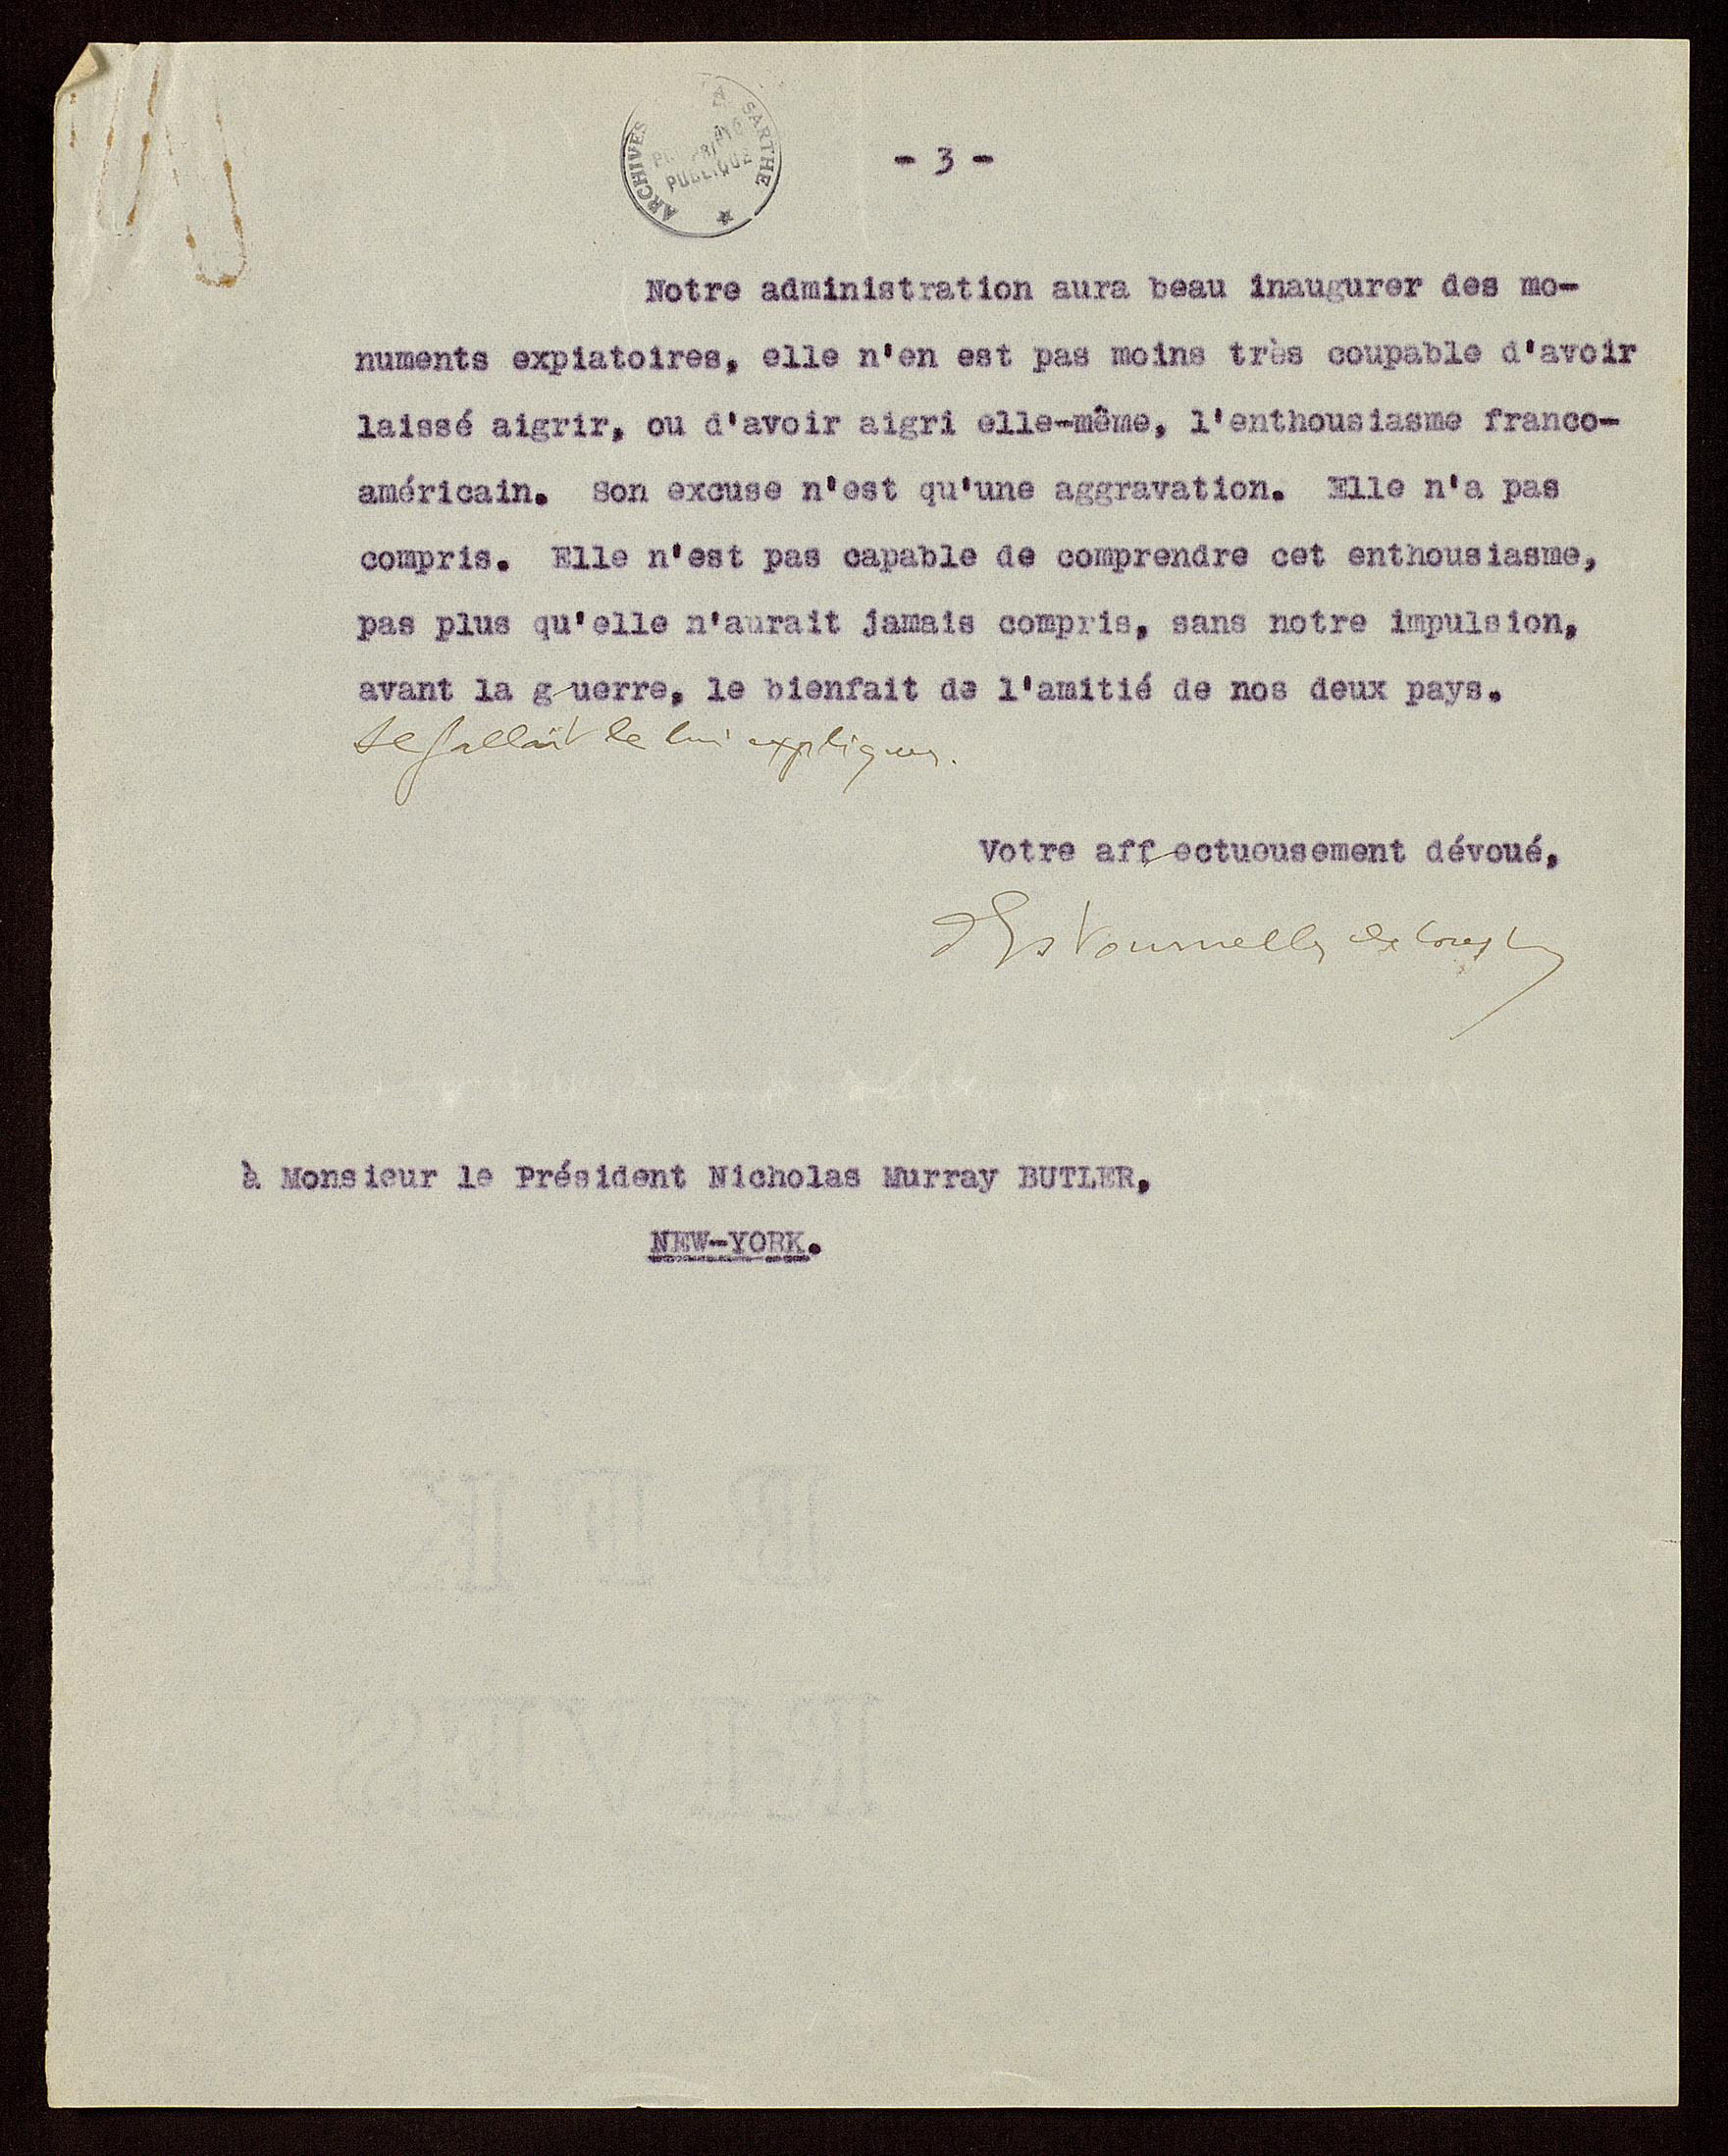 ARCHIVES SARTHE
PUBLIQUE
- 3 -
Notre administration aura beau inaugurer des mo-
numents expiatoires, elle n'en est pas moins très coupable d'avoir
laissé aigrir, ou d'avoir aigri elle-même, l'enthousiasme franco-
américain. Son excuse n'est qu'une aggravation. Elle n'a pas
compris. Elle n'est pas capable de comprendre cet enthousiasme,
pas plus qu'elle n'aurait jamais compris, sans notre impulsion,
avant la guerre, le bienfait de l'amitié de nos deux pays.
Il fallait le lui expliquer.
Votre affectueusement dévoué,
d'Estournelles de Constant
à Monsieur le Président Nicholas Murray BUTLER,
NEW-YORK.